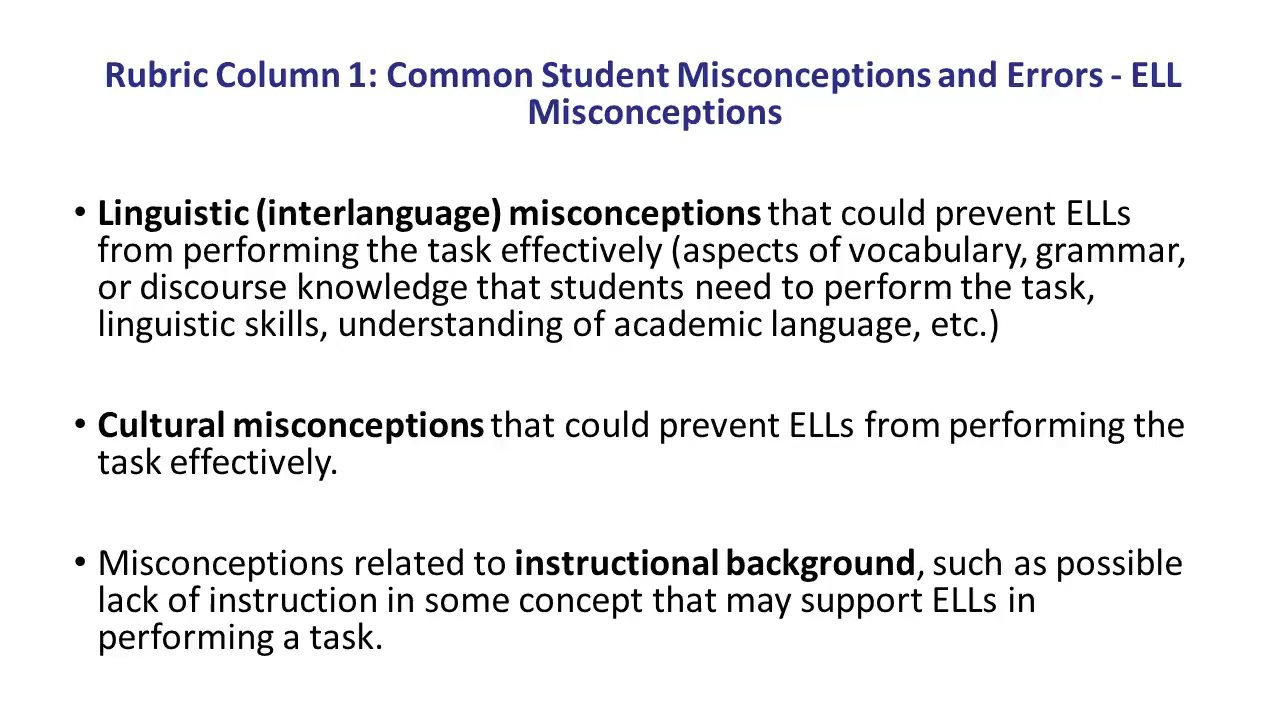 Rubric Column 1: Common Student Misconceptions and Errors - ELL
Misconceptions
• Linguistic (interlanguage) misconceptions that could prevent ELLs
from performing the task effectively (aspects of vocabulary, grammar,
or discourse knowledge that students need to perform the task,
linguistic skills, understanding of academic language, etc.)
• Cultural misconceptions that could prevent ELLs from performing the
task effectively.
• Misconceptions related to instructional background, such as possible
lack of instruction in some concept that may support ELLs in
performing a task.